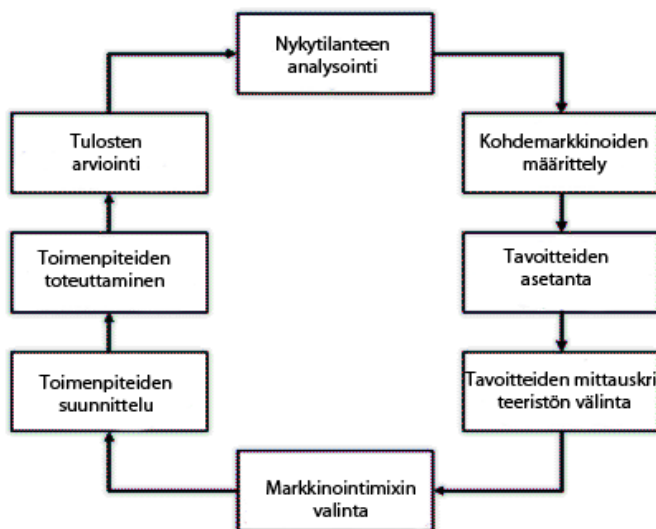 Nykytilanteen
analysointi
Kohdemarkkinoiden
määrittely
Tavoitteiden
asetanta
Tavoitteiden mittauskri
teeristön välinta
Markkinointimixin
valinta
Toimenpiteiden
suunnittelu
Toimenpiteiden
toteuttaminen
Tulosten
arviointi